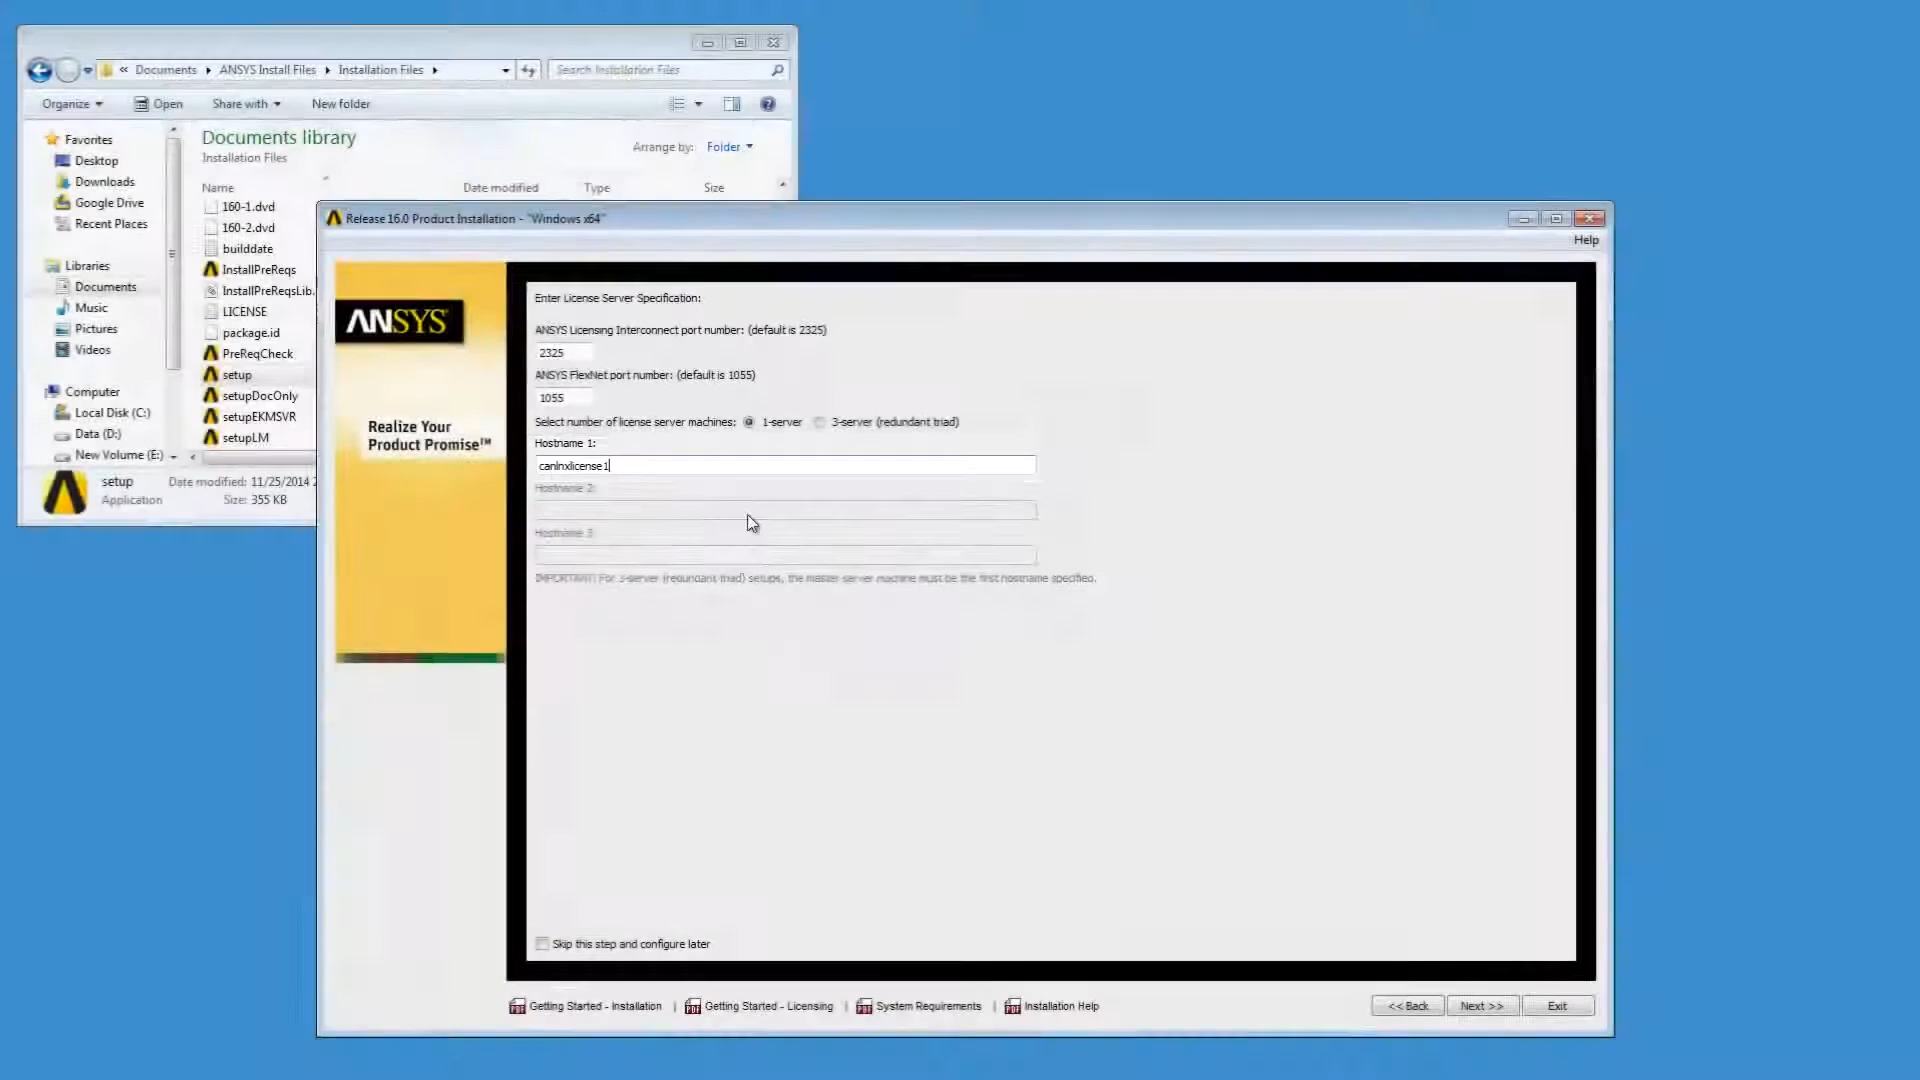 « Documents ▸ ANSYS Install Files ▸ Installation Files ▸
Search Installation Files
Organize
Open
Share with
New folder
Favorites
Desktop
Downloads
Google Drive
Recent Places
Libraries
Documents
Music
Pictures
Videos
Computer
Local Disk (C:)
Data (D:)
New Volume (E:)
Documents library
Installation Files
Arrange by: Folder
Name Date modified Type Size
160-1.dvd
160-2.dvd
builddate
InstallPreReqs
InstallPreReqsLib.
LICENSE
package.id
PreReqCheck
setup
setupDocOnly
setupEKMSVR
setupLM
setup Date modified: 11/25/2014 2
Application Size: 355 KB
Release 16.0 Product Installation - "Windows x64"
Help
ANSYS
Realize Your
Product Promise™
Enter License Server Specification:
ANSYS Licensing Interconnect port number: (default is 2325)
2325
ANSYS FlexNet port number: (default is 1055)
1055
Select number of license server machines: 1-server 3-server (redundant triad)
Hostname 1:
canlnxlicense1
Hostname 2:
Hostname 3:
IMPORTANT! For 3-server (redundant triad) setups, the master server machine must be the first hostname specified.
Skip this step and configure later
Getting Started - Installation | Getting Started - Licensing | System Requirements | Installation Help
<< Back Next >> Exit